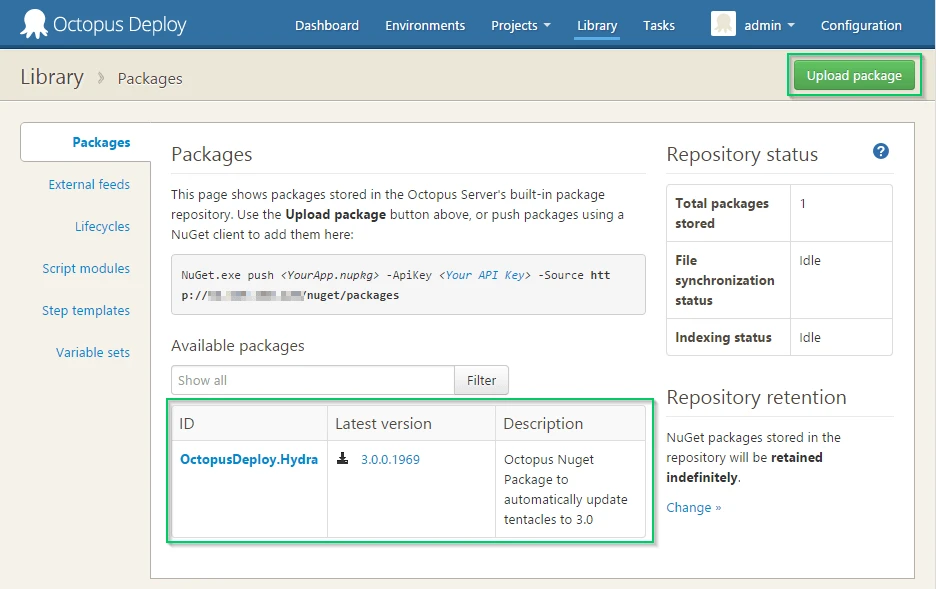 Octopus Deploy
Dashboard Environments Projects Library Tasks admin Configuration
Library Packages
Upload package
Packages
External feeds
Lifecycles
Script modules
Step templates
Variable sets
Packages
This page shows packages stored in the Octopus Server's built-in package
repository. Use the Upload package button above, or push packages using a
NuGet client to add them here:
NuGet.exe push <YourApp.nupkg> -ApiKey <Your API Key> -Source htt
p://
/nuget/packages
Available packages
Show all
Filter
ID Latest version Description
OctopusDeploy.Hydra 3.0.0.1969 Octopus Nuget
Package to
automatically update
tentacles to 3.0
Repository status
?
Total packages 1
stored
File Idle
synchronization
status
Indexing status Idle
Repository retention
NuGet packages stored in the
repository will be retained
indefinitely.
Change »